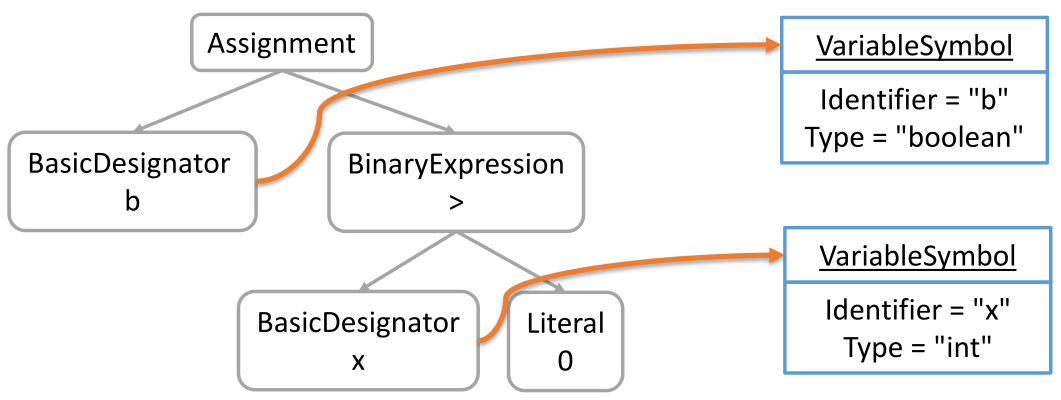 Assignment
VariableSymbol
Identifier = "b"
Type = "boolean"
BasicDesignator
b
BinaryExpression
>
VariableSymbol
Identifier = "x"
Type = "int"
BasicDesignator
x
Literal
0